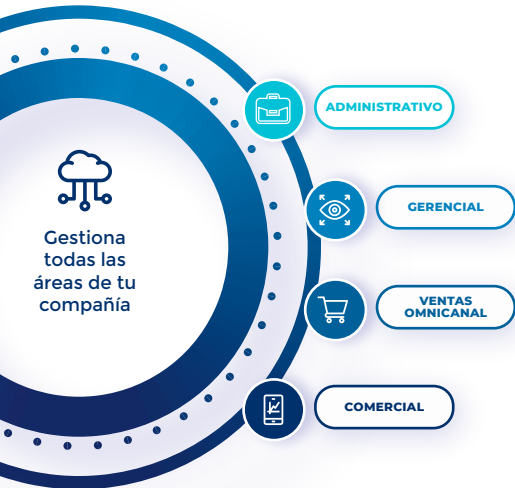 ADMINISTRATIVO
GERENCIAL
Gestiona
todas las
áreas de tu
compañía
VENTAS
OMNICANAL
COMERCIAL